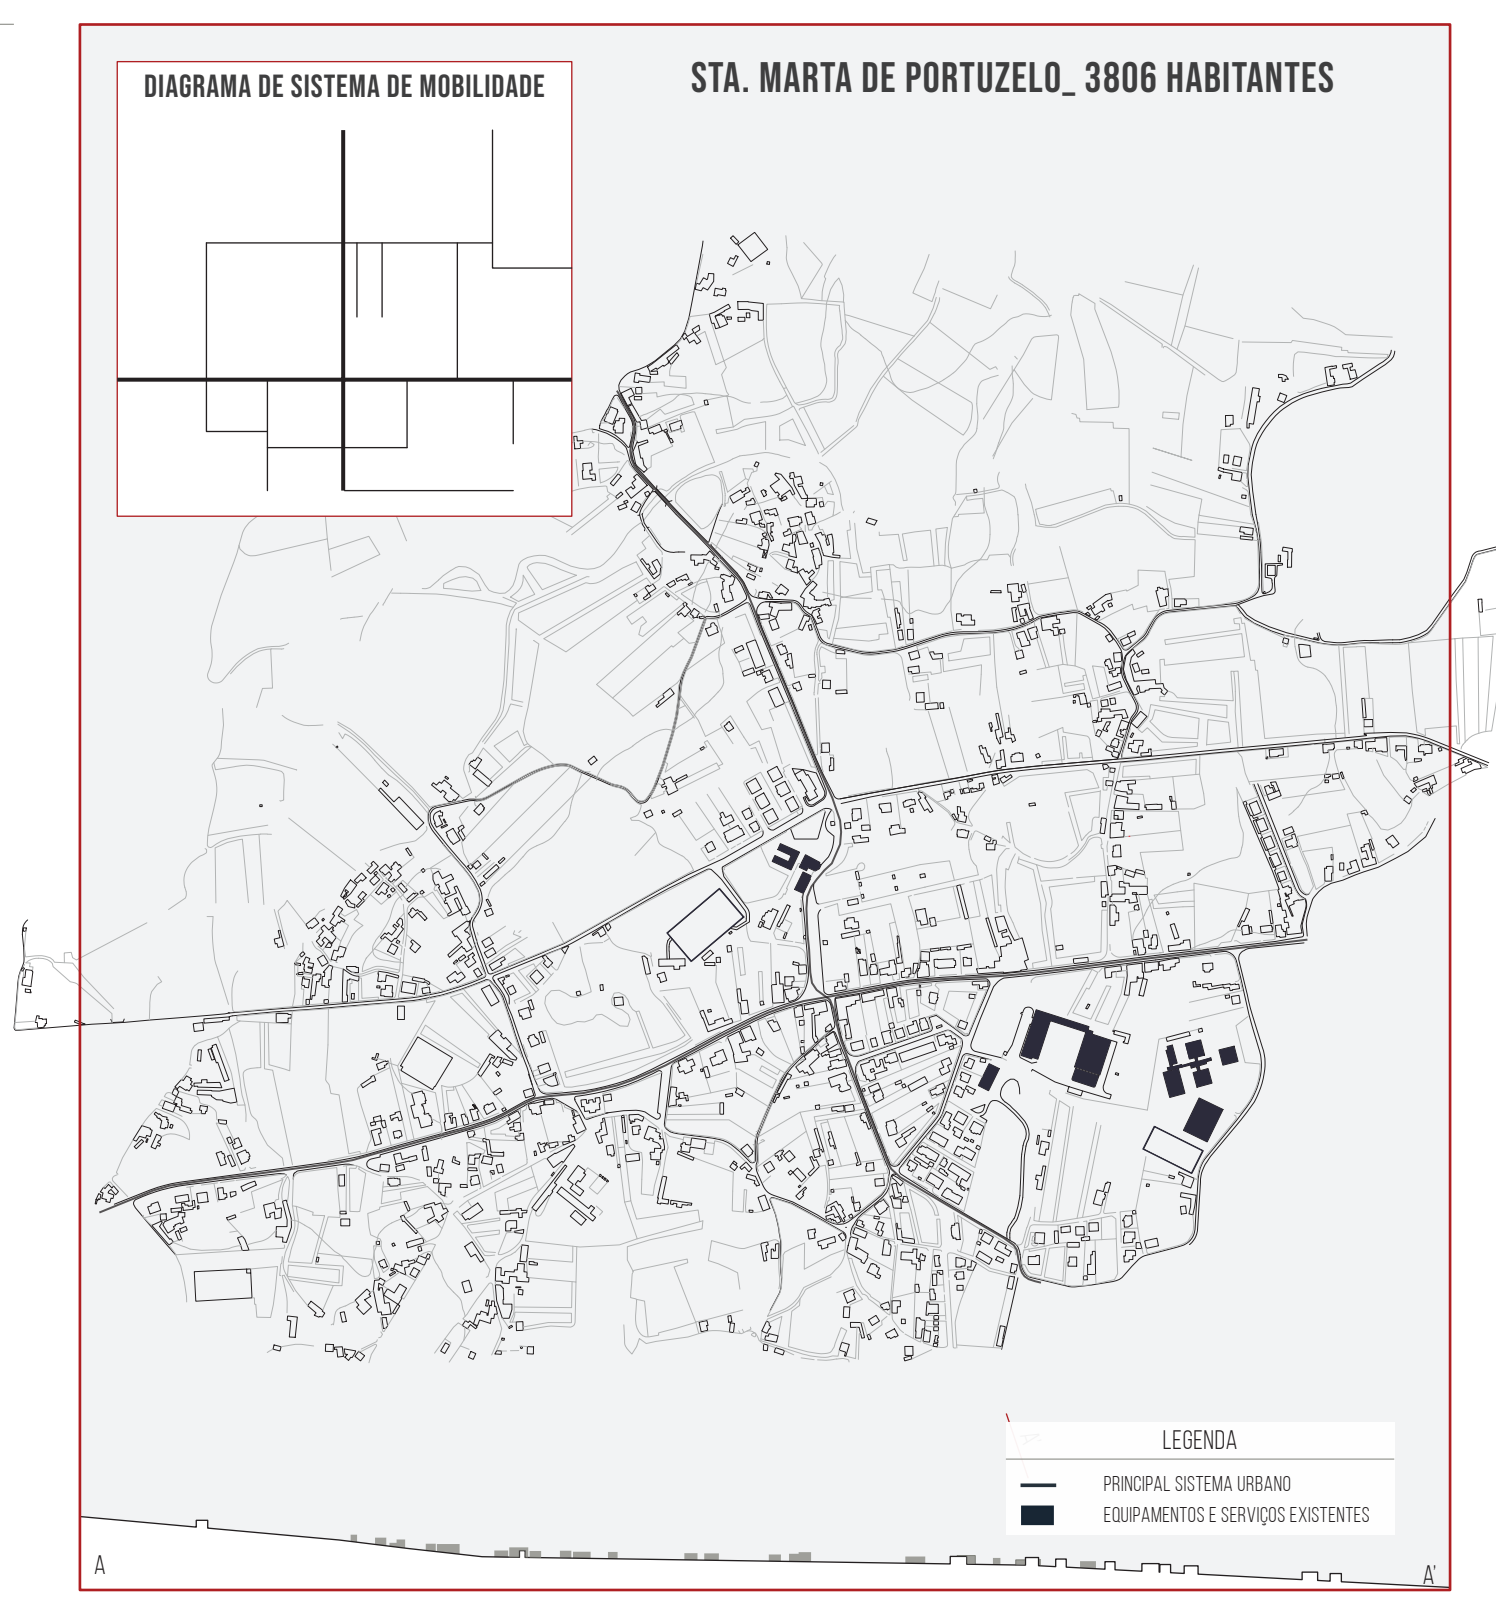 DIAGRAMA DE SISTEMA DE MOBILIDADE
STA. MARTA DE PORTUZELO_ 3806 HABITANTES
LEGENDA
PRINCIPAL SISTEMA URBANO
EQUIPAMENTOS E SERVIÇOS EXISTENTES
A
A'